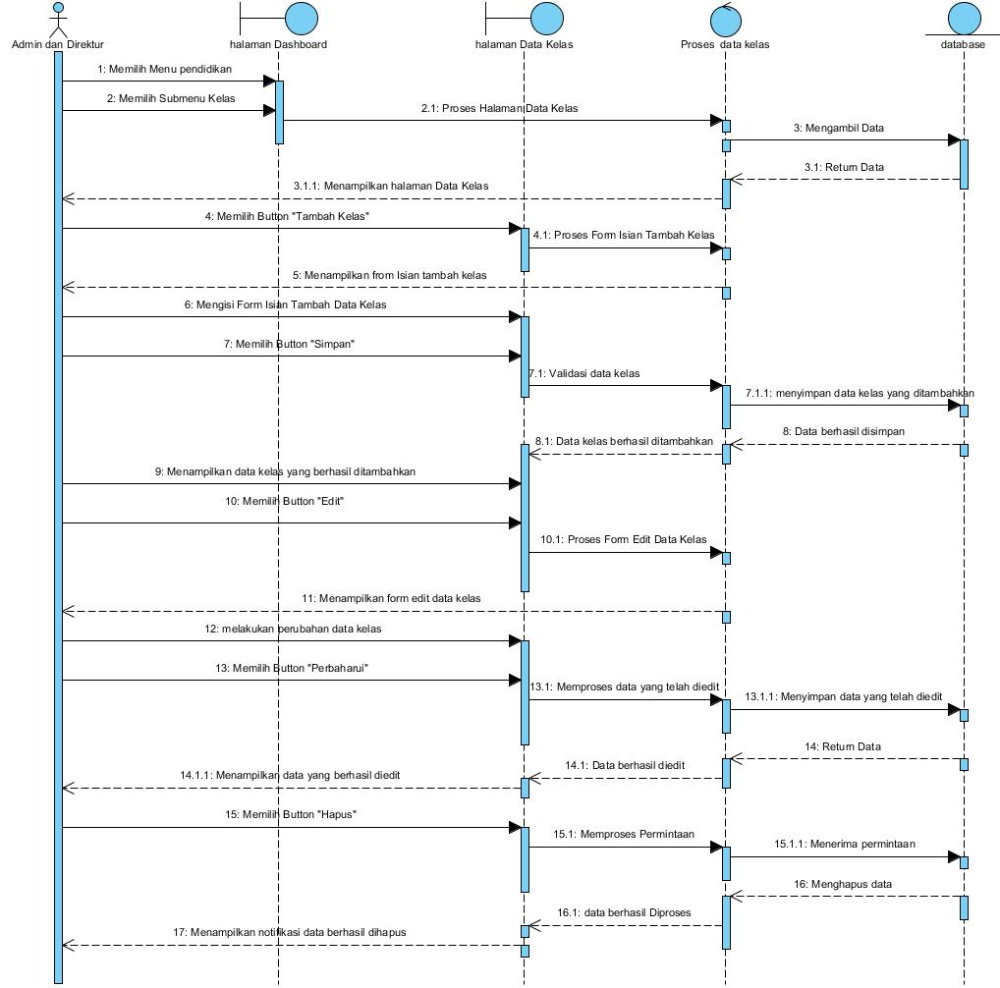 Admin dan Direktur
halaman Dashboard
halaman Data Kelas
Proses data kelas
database
1: Memilih Menu pendidikan
2: Memilih Submenu Kelas
2.1: Proses Halaman Data Kelas
3: Mengambil Data
3.1: Return Data
3.1.1: Menampilkan halaman Data Kelas
4: Memilih Button "Tambah Kelas"
4.1: Proses Form Isian Tambah Kelas
5: Menampilkan from Isian tambah kelas
6: Mengisi Form Isian Tambah Data Kelas
7: Memilih Button "Simpan"
7.1: Validasi data kelas
7.1.1: menyimpan data kelas yang ditambahkan
8: Data berhasil disimpan
8.1: Data kelas berhasil ditambahkan
9: Menampilkan data kelas yang berhasil ditambahkan
10: Memilih Button "Edit"
10.1: Proses Form Edit Data Kelas
11: Menampilkan form edit data kelas
12: melakukan perubahan data kelas
13: Memilih Button "Perbaharui"
13.1: Memproses data yang telah diedit
13.1.1: Menyimpan data yang telah diedit
14: Return Data
14.1: Data berhasil diedit
14.1.1: Menampilkan data yang berhasil diedit
15: Memilih Button "Hapus"
15.1: Memproses Permintaan
15.1.1: Menerima permintaan
16: Menghapus data
16.1: data berhasil Diproses
17: Menampilkan notifikasi data berhasil dihapus